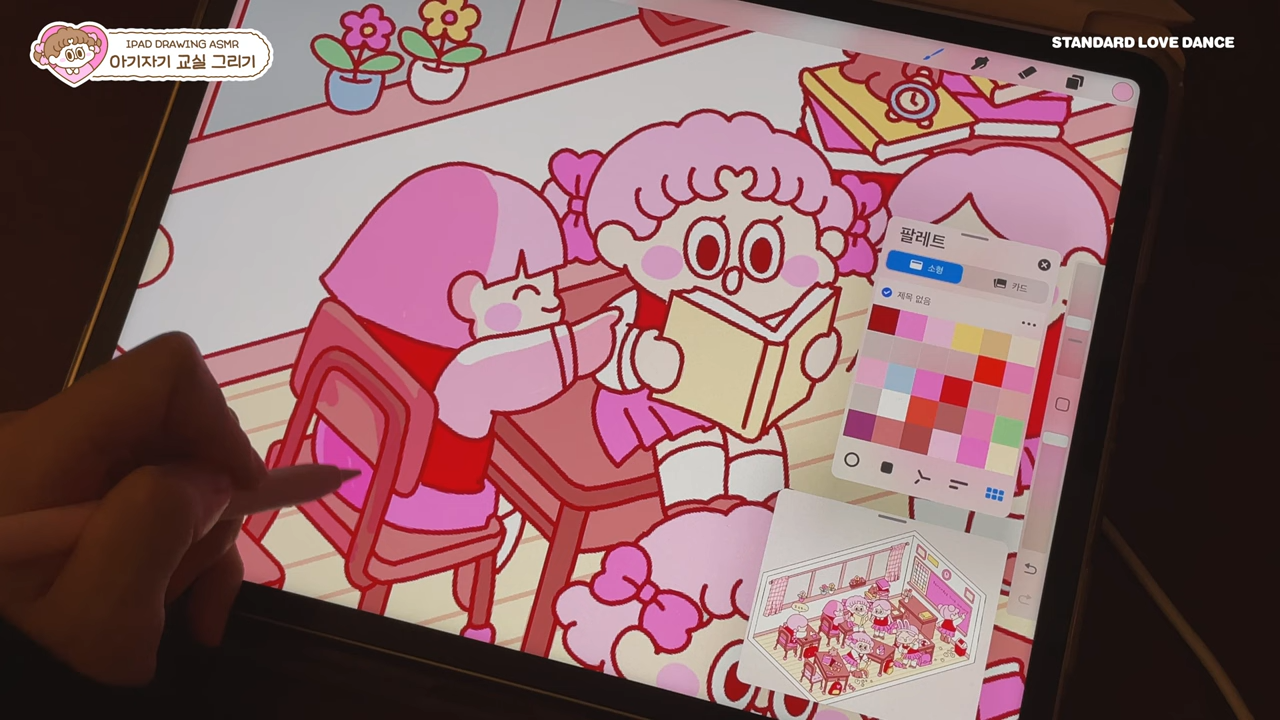 IPAD DRAWING ASMR
아기자기 교실 그리기
STANDARD LOVE DANCE
팔레트
소형
카드
제목 없음